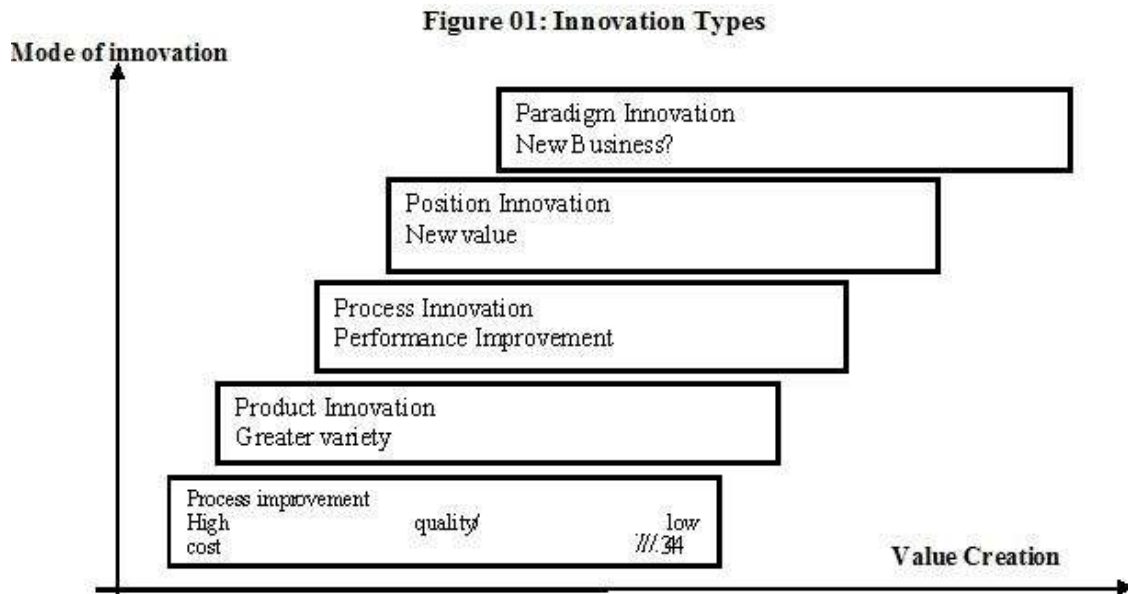 Figure 01: Innovation Types
Mode of innovation
Paradigm Innovation
New Business?
Position Innovation
New value
Process Innovation
Performance Improvement
Product Innovation
Greater variety
Process improvement
High quality/ low
cost
Value Creation